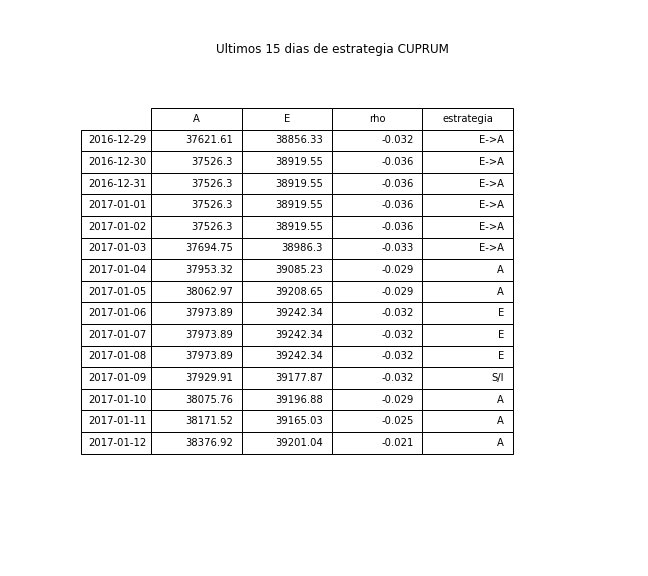 Ultimos 15 dias de estrategia CUPRUM
A E rho estrategia
2016-12-29 37621.61 38856.33 -0.032 E->A
2016-12-30 37526.3 38919.55 -0.036 E->A
2016-12-31 37526.3 38919.55 -0.036 E->A
2017-01-01 37526.3 38919.55 -0.036 E->A
2017-01-02 37526.3 38919.55 -0.036 E->A
2017-01-03 37694.75 38986.3 -0.033 E->A
2017-01-04 37953.32 39085.23 -0.029 A
2017-01-05 38062.97 39208.65 -0.029 A
2017-01-06 37973.89 39242.34 -0.032 E
2017-01-07 37973.89 39242.34 -0.032 E
2017-01-08 37973.89 39242.34 -0.032 E
2017-01-09 37929.91 39177.87 -0.032 S/I
2017-01-10 38075.76 39196.88 -0.029 A
2017-01-11 38171.52 39165.03 -0.025 A
2017-01-12 38376.92 39201.04 -0.021 A